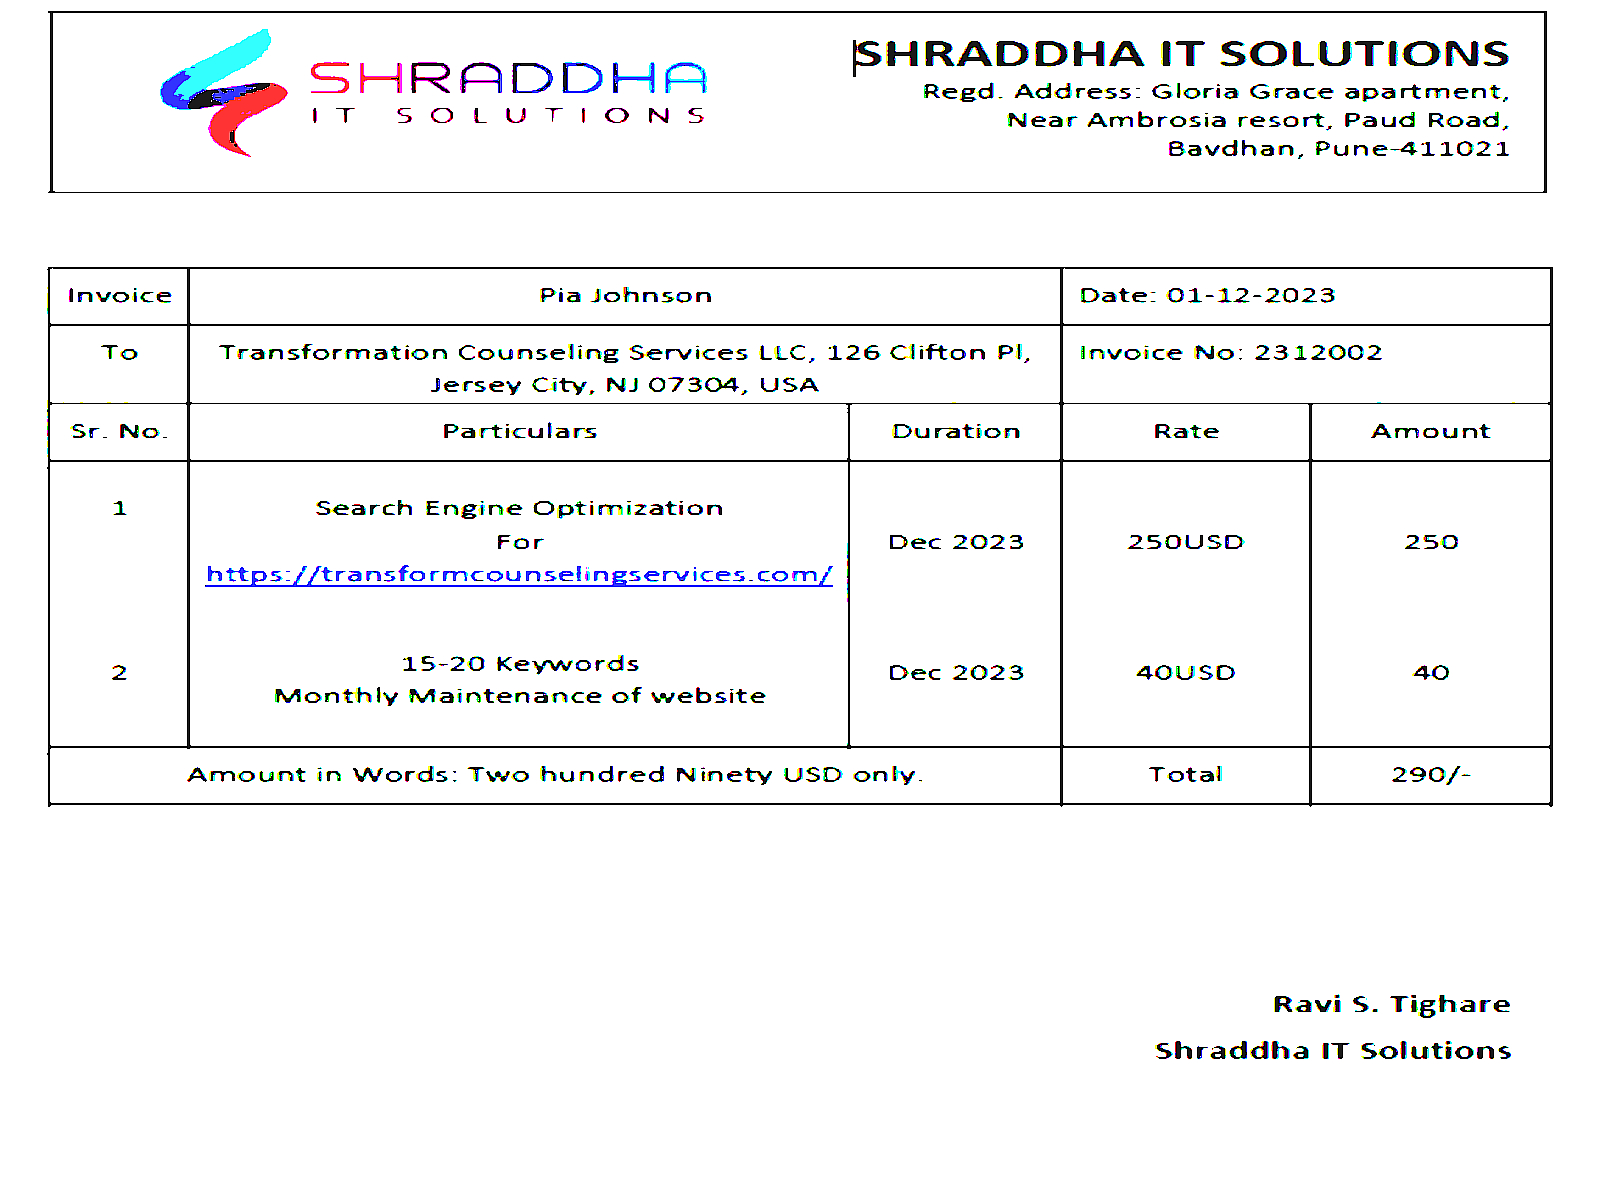 SHRADDHA
IT SOLUTIONS
SHRADDHA IT SOLUTIONS
Regd. Address: Gloria Grace apartment,
Near Ambrosia resort, Paud Road,
Bavdhan, Pune-411021
Invoice Pia Johnson Date: 01-12-2023
To Transformation Counseling Services LLC, 126 Clifton Pl, Invoice No: 2312002
Jersey City, NJ 07304, USA
Sr. No. Particulars Duration Rate Amount
1 Search Engine Optimization
For Dec 2023 250USD 250
https://transformcounselingservices.com/
15-20 Keywords
2 Dec 2023 40USD 40
Monthly Maintenance of website
Amount in Words: Two hundred Ninety USD only. Total 290/-
Ravi S. Tighare
Shraddha IT Solutions